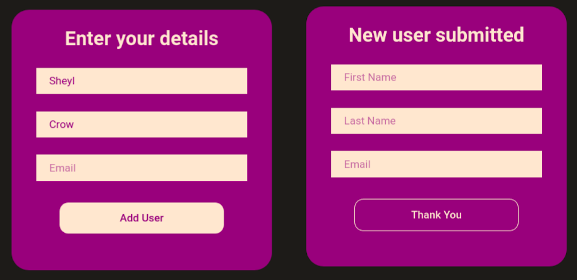 Enter your details
Sheyl
Crow
Email
Add User
New user submitted
First Name
Last Name
Email
Thank You